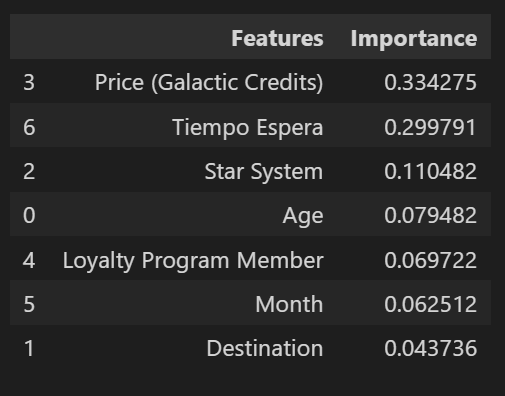 Features Importance
3 Price (Galactic Credits) 0.334275
6 Tiempo Espera 0.299791
2 Star System 0.110482
0 Age 0.079482
4 Loyalty Program Member 0.069722
5 Month 0.062512
1 Destination 0.043736